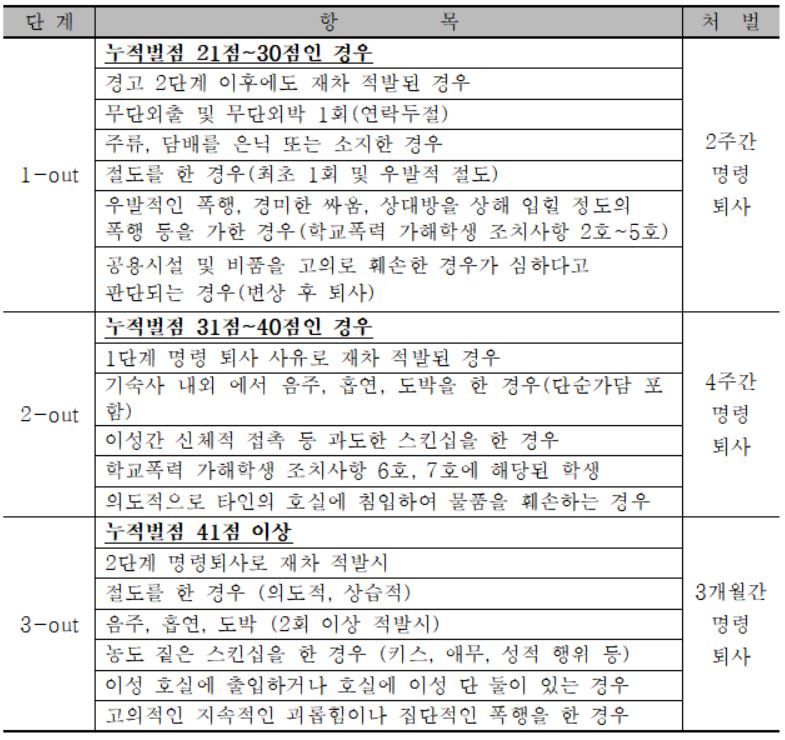 단 계 항 목 처 벌
누적벌점 21점~30점인 경우
경고 2단계 이후에도 재차 적발된 경우
무단외출 및 무단외박 1회(연락두절)
주류, 담배를 은닉 또는 소지한 경우
1-out
절도를 한 경우(최초 1회 및 우발적 절도)
우발적인 폭행, 경미한 싸움, 상대방을 상해 입힐 정도의
폭행 등을 가한 경우(학교폭력 가해학생 조치사항 2호~5호)
공용시설 및 비품을 고의로 훼손한 경우가 심하다고
판단되는 경우(변상 후 퇴사)
2주간
명령
퇴사
누적벌점 31점~40점인 경우
1단계 명령 퇴사 사유로 재차 적발된 경우
기숙사 내외 에서 음주, 흡연, 도박을 한 경우(단순가담 포
함)
2-out
이성간 신체적 접촉 등 과도한 스킨십을 한 경우
학교폭력 가해학생 조치사항 6호, 7호에 해당된 학생
의도적으로 타인의 호실에 침입하여 물품을 훼손하는 경우
4주간
명령
퇴사
누적벌점 41점 이상
2단계 명령퇴사로 재차 적발시
절도를 한 경우 (의도적, 상습적)
3-out
음주, 흡연, 도박 (2회 이상 적발시)
농도 짙은 스킨십을 한 경우 (키스, 애무, 성적 행위 등)
이성 호실에 출입하거나 호실에 이성 단 둘이 있는 경우
고의적인 지속적인 괴롭힘이나 집단적인 폭행을 한 경우
3개월간
명령
퇴사